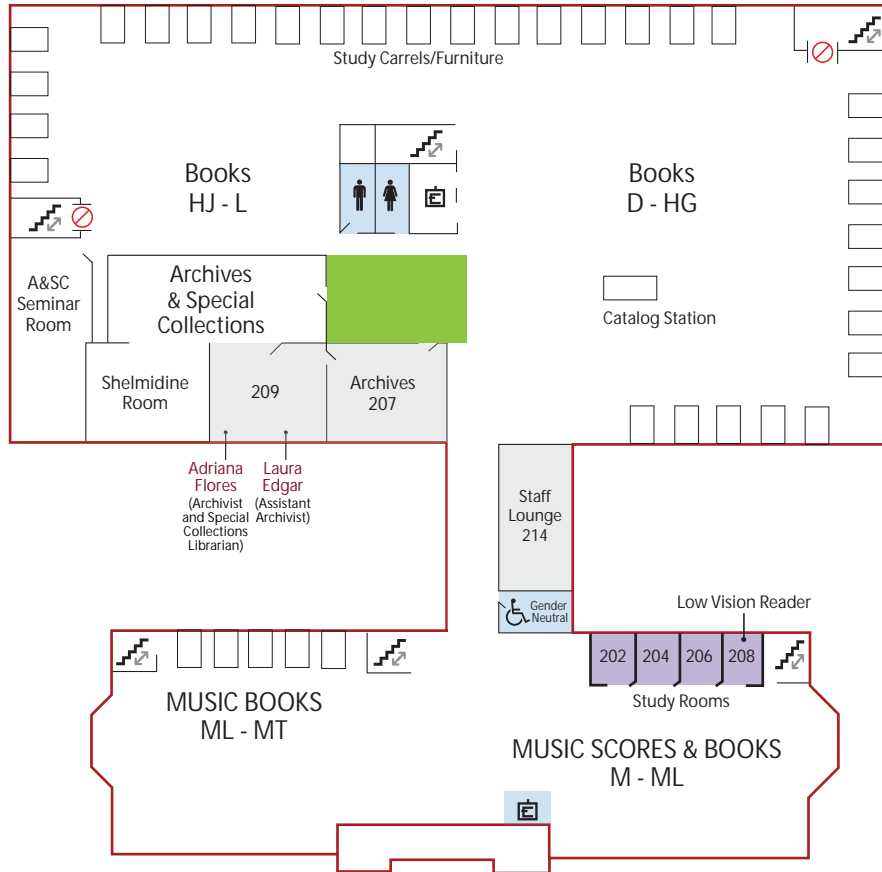 Study Carrels/Furniture
Books
HJ - L
Books
D - HG
A&SC
Seminar
Room
Archives
& Special
Collections
Catalog Station
Shelmidine
Room
209
Archives
207
Adriana
Flores
(Archivist
and Special
Collections
Librarian)
Laura
Edgar
(Assistant
Archivist)
Staff
Lounge
214
Gender
Neutral
Low Vision Reader
202
204
206
208
Study Rooms
MUSIC BOOKS
ML - MT
MUSIC SCORES & BOOKS
M - ML
E
E